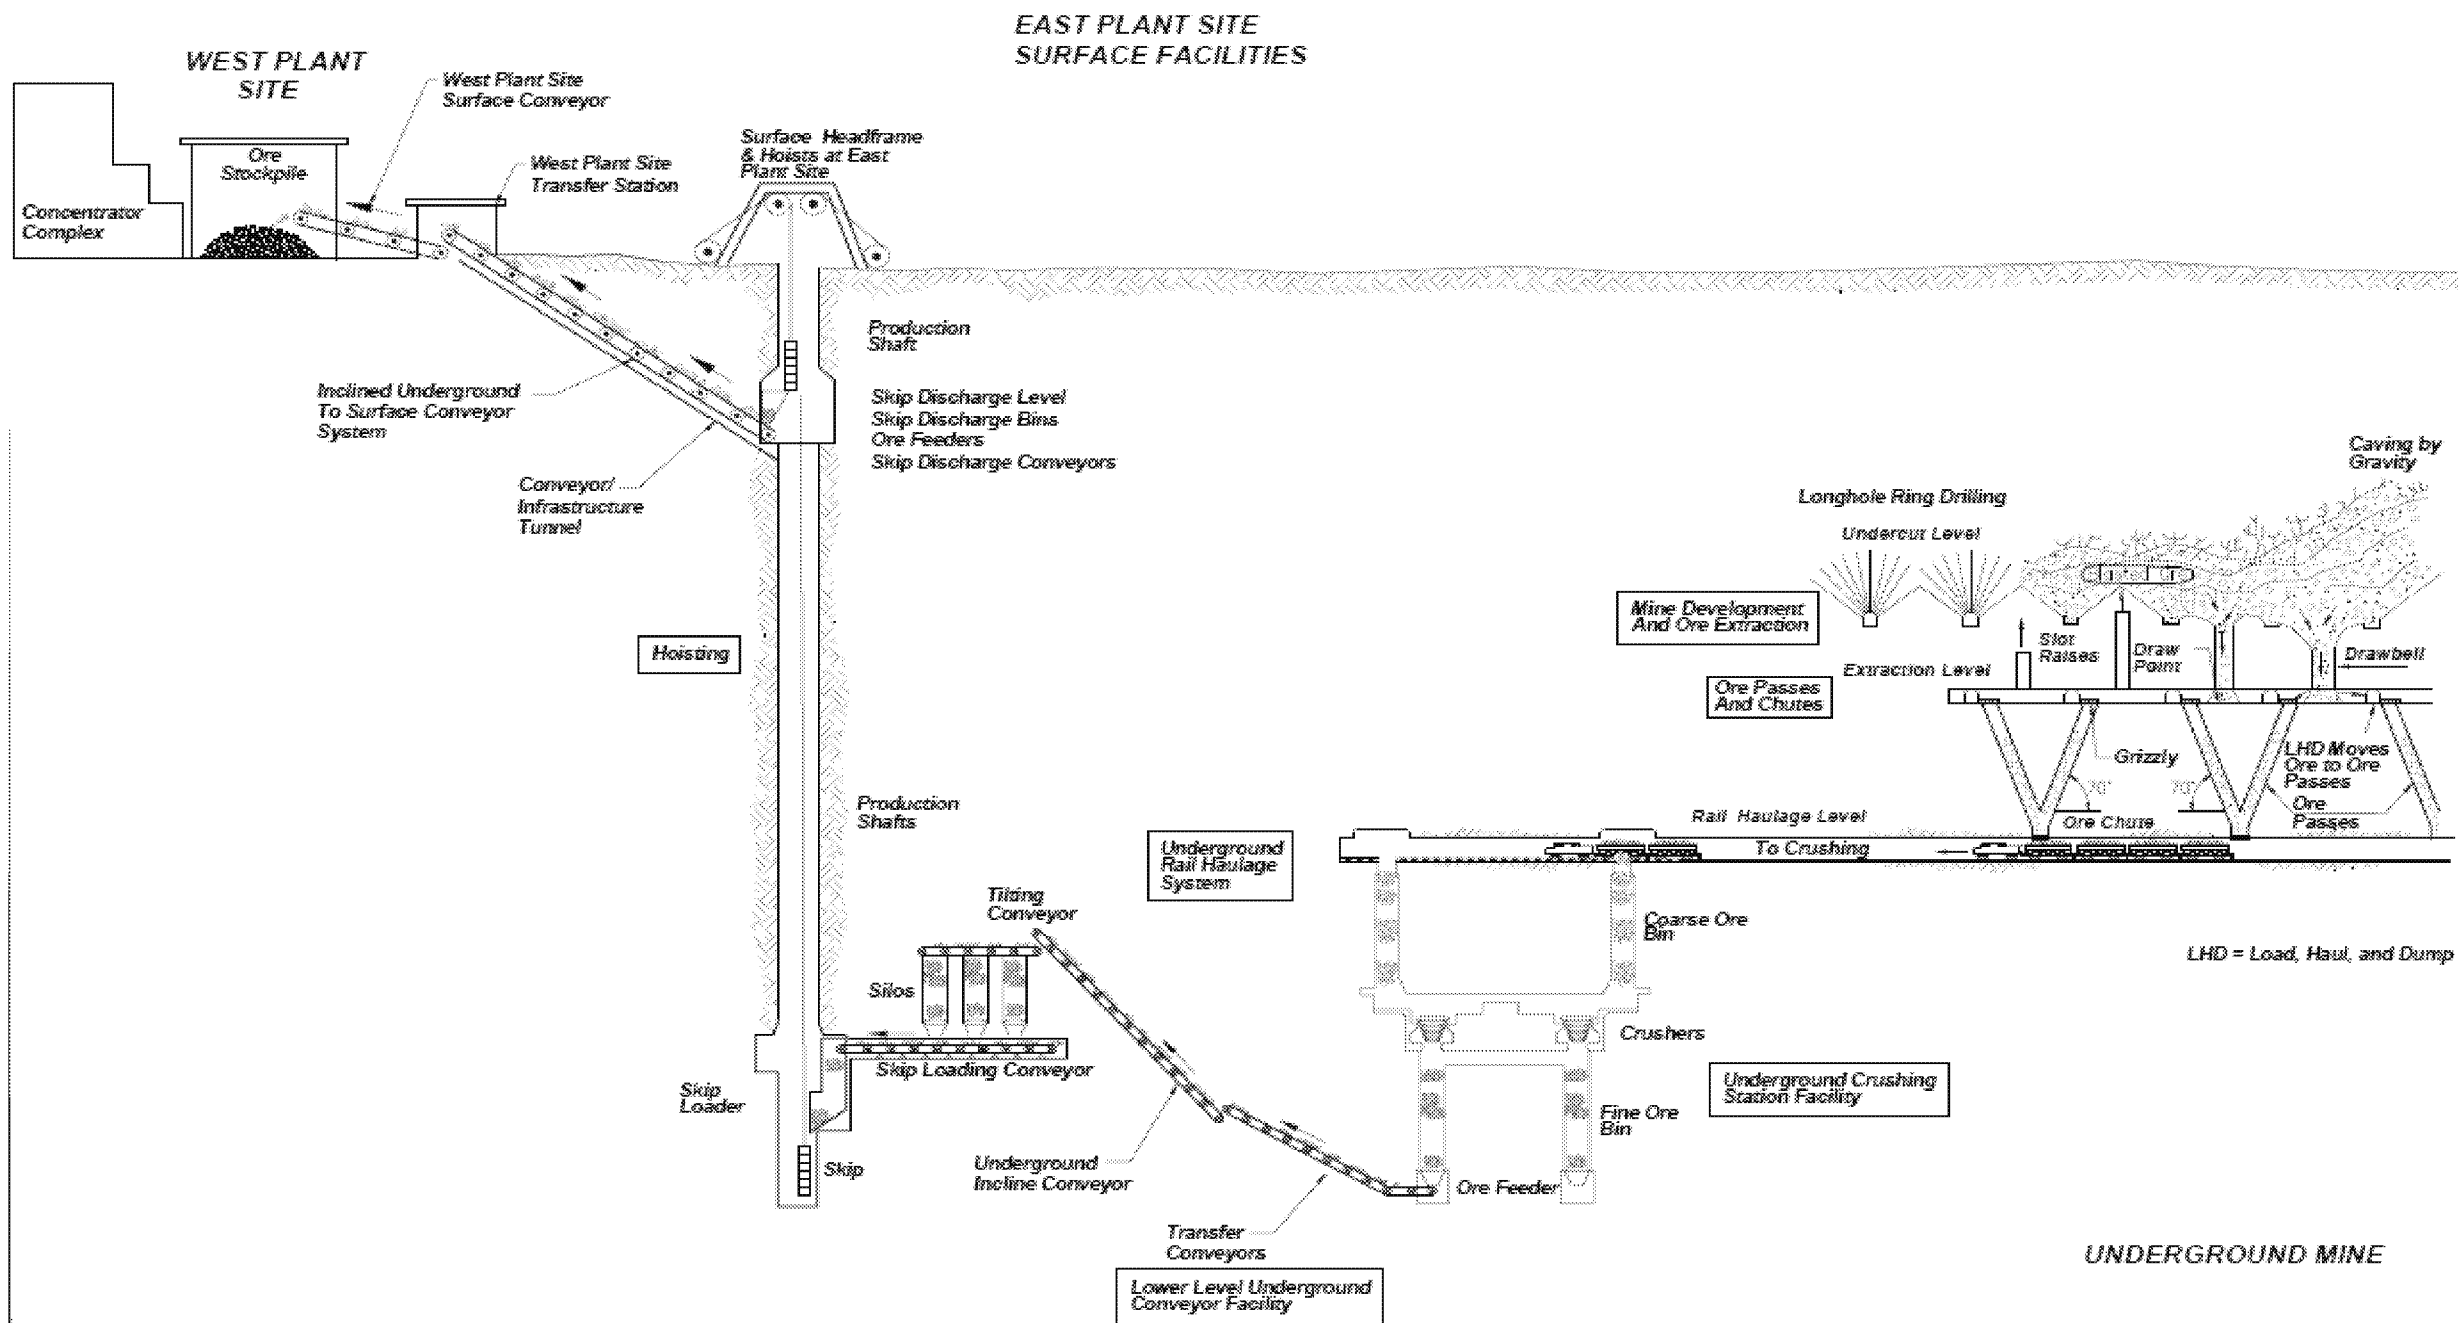 EAST PLANT SITE
SURFACE FACILITIES
WEST PLANT
SITE
West Plant Site
Surface Conveyor
Ore
Stockpile
West Plant Site
Transfer Station
Surface Headframe
& Hoists at East
Plant Site
Concentrator
Complex
Production
Shaft
Inclined Underground
To Surface Conveyor
System
Skip Discharge Level
Skip Discharge Bins
Ore Feeders
Skip Discharge Conveyors
Conveyor/
Infrastructure
Tunnel
Caving by
Gravity
Longhole Ring Drilling
Undercut Level
Mine Development
And Ore Extraction
Hoisting
Slot
Raises
Draw
Point
Drawbell
Extraction Level
Ore Passes
And Chutes
Grizzly
LHD Moves
Ore to Ore
Passes
70°
70°
Ore
Passes
Production
Shafts
Rail Haulage Level
Ore Chute
To Crushing
Underground
Rail Haulage
System
Tilting
Conveyor
Coarse Ore
Bin
LHD = Load, Haul, and Dump
Silos
Crushers
Skip Loading Conveyor
Skip
Loader
Underground Crushing
Station Facility
Fine Ore
Bin
Skip
Underground
Incline Conveyor
Ore Feeder
Transfer
Conveyors
UNDERGROUND MINE
Lower Level Underground
Conveyor Facility